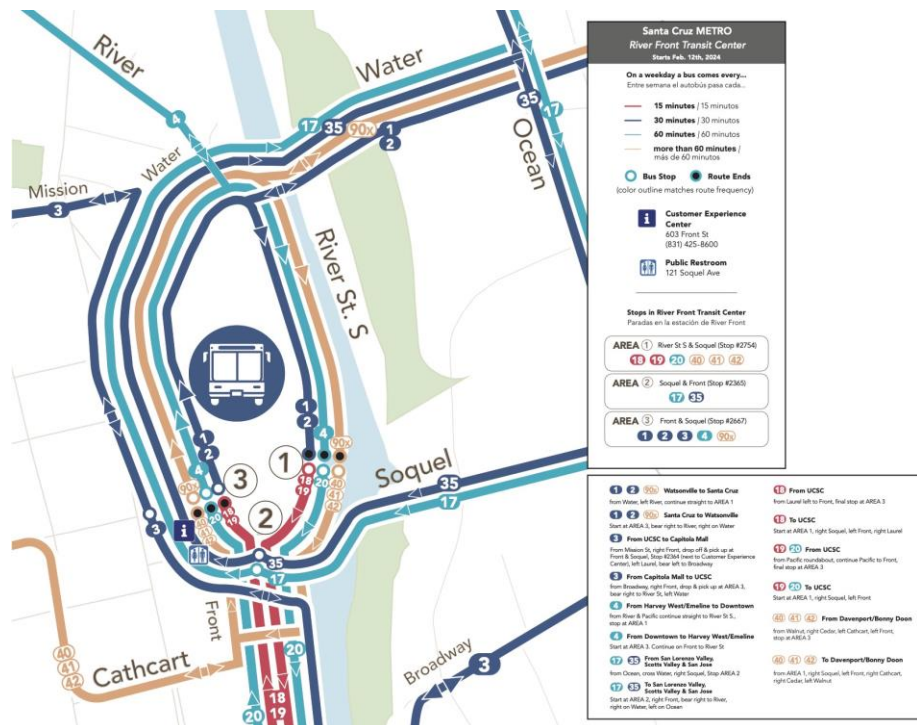 River
Water
35
17
4
17 35 90x 1
2
Ocean
Water
Mission
3
River St. S
1
2
1
2
4
90x
4
90x
3
1
18
19
20
40
41
42
2
3
40
41
42
20
18
19
Soquel
35
17
35
17
Front
40
41
42
Cathcart
20
18
19
20
Broadway
3
Santa Cruz METRO
River Front Transit Center
Starts Feb. 12th, 2024
On a weekday a bus comes every...
Entre semana el autobús pasa cada...
15 minutes / 15 minutos
30 minutes / 30 minutos
60 minutes / 60 minutos
more than 60 minutes /
más de 60 minutos
Bus Stop Route Ends
(color outline matches route frequency)
i Customer Experience
Center
603 Front St
(831) 425-8600
Public Restroom
121 Soquel Ave
Stops in River Front Transit Center
Paradas en la estación de River Front
AREA 1 River St S & Soquel (Stop #2754)
18 19 20 40 41 42
AREA 2 Soquel & Front (Stop #2365)
17 35
AREA 3 Front & Soquel (Stop #2667)
1 2 3 4 90x
1 2 90x Watsonville to Santa Cruz
from Water, left River, continue straight to AREA 1
1 2 90x Santa Cruz to Watsonville
Start at AREA 3, bear right to River, right on Water
3 From UCSC to Capitola Mall
from Mission St, right Front, drop off & pick up at
Front & Soquel, Stop #2364 (next to Customer Experience
Center), left Laurel, bear left to Broadway
3 From Capitola Mall to UCSC
from Broadway, right Front, drop & pick up at AREA 3,
bear right to River St, left Water
4 From Harvey West/Emeline to Downtown
from River & Pacific continue straight to River St S.,
stop at AREA 1
4 From Downtown to Harvey West/Emeline
Start at AREA 3. Continue on Front to River St
17 35 From San Lorenzo Valley,
Scotts Valley & San Jose
from Ocean, cross Water, right Soquel, Stop AREA 2
17 35 To San Lorenzo Valley,
Scotts Valley & San Jose
Start at AREA 2, right Front, bear right to River,
right on Water, left on Ocean
18 From UCSC
from Laurel left to Front, final stop at AREA 3
18 To UCSC
Start at AREA 1, right Soquel, left Front, right Laurel
19 20 From UCSC
from Pacific roundabout, continue Pacific to Front,
final stop at AREA 3
19 20 To UCSC
Start at AREA 1, right Soquel, left Front
40 41 42 From Davenport/Bonny Doon
from Walnut, right Cedar, left Cathcart, left Front,
stop at AREA 3
40 41 42 To Davenport/Bonny Doon
from AREA 1, right Soquel, left Front, right Cathcart,
right Cedar, left Walnut